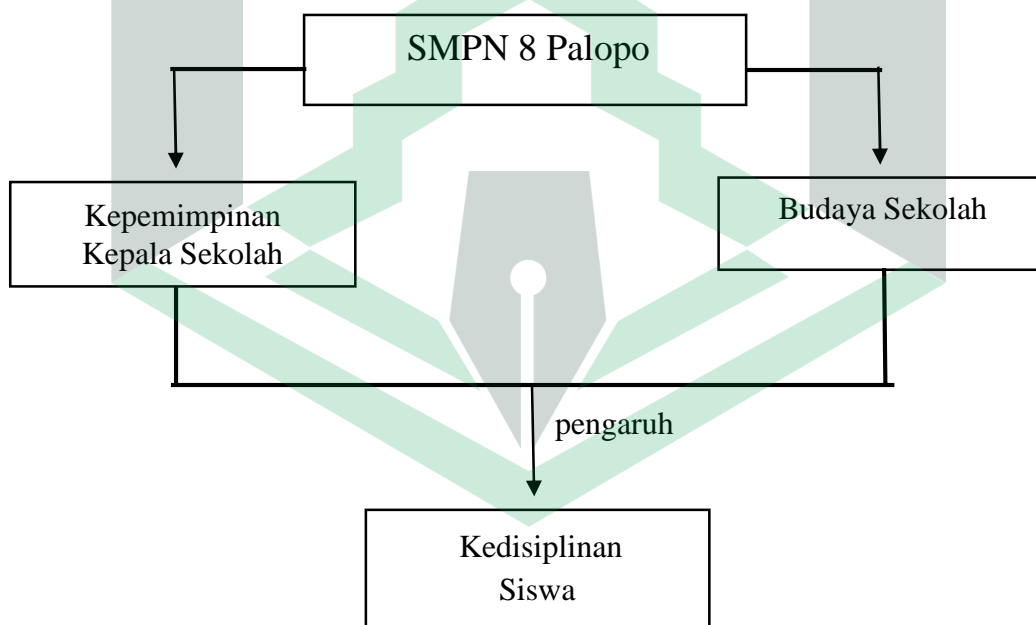 SMPN 8 Palopo
Kepemimpinan
Kepala Sekolah
Budaya Sekolah
pengaruh
Kedisiplinan
Siswa